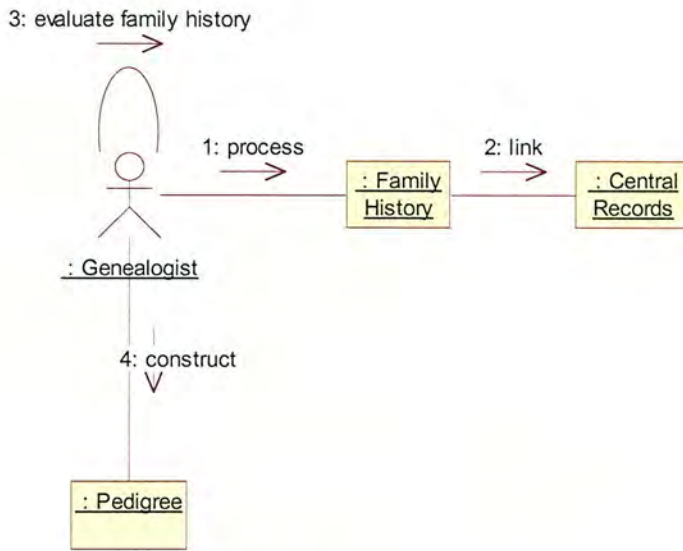 3: evaluate family history
1: process
2: link
: Family
History
: Central
Records
: Genealogist
4: construct
: Pedigree